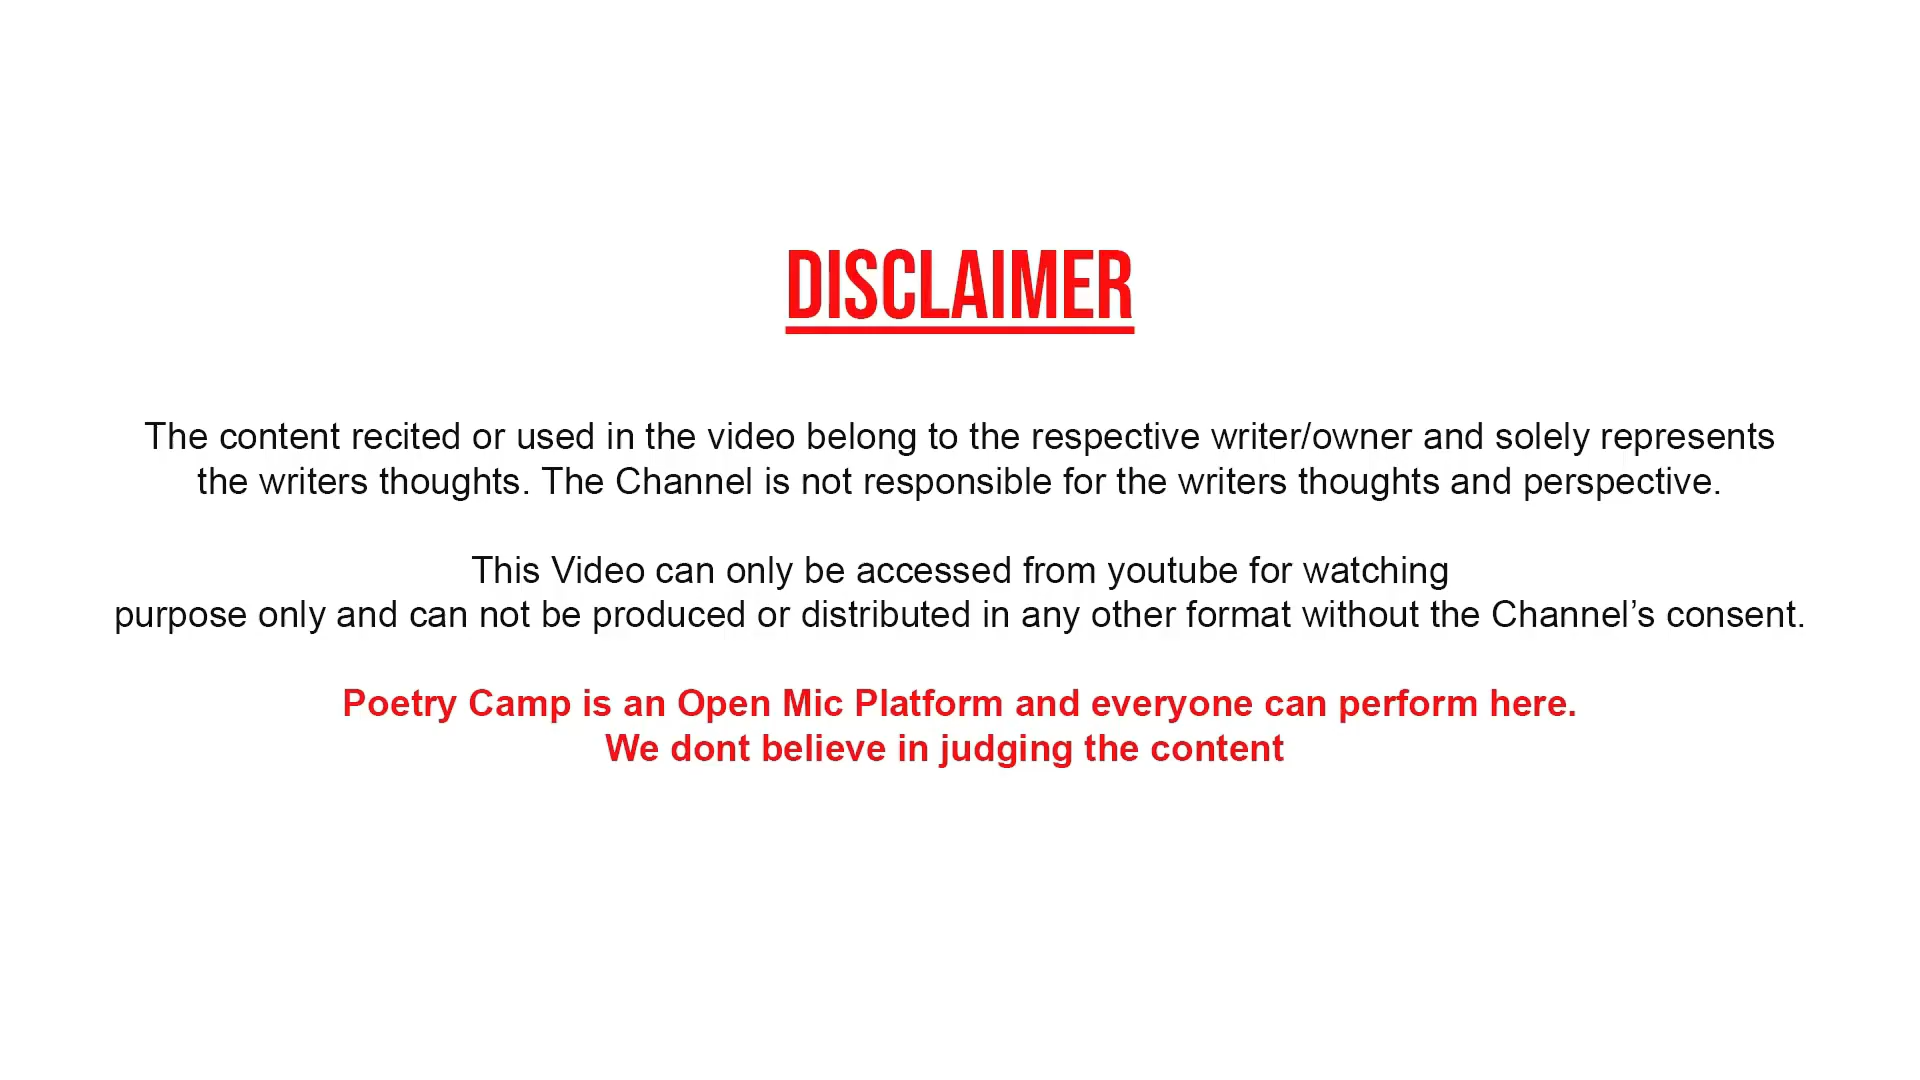 DISCLAIMER
The content recited or used in the video belong to the respective writer/owner and solely represents
the writers thoughts. The Channel is not responsible for the writers thoughts and perspective.
This Video can only be accessed from youtube for watching
purpose only and can not be produced or distributed in any other format without the Channel’s consent.
Poetry Camp is an Open Mic Platform and everyone can perform here.
We dont believe in judging the content